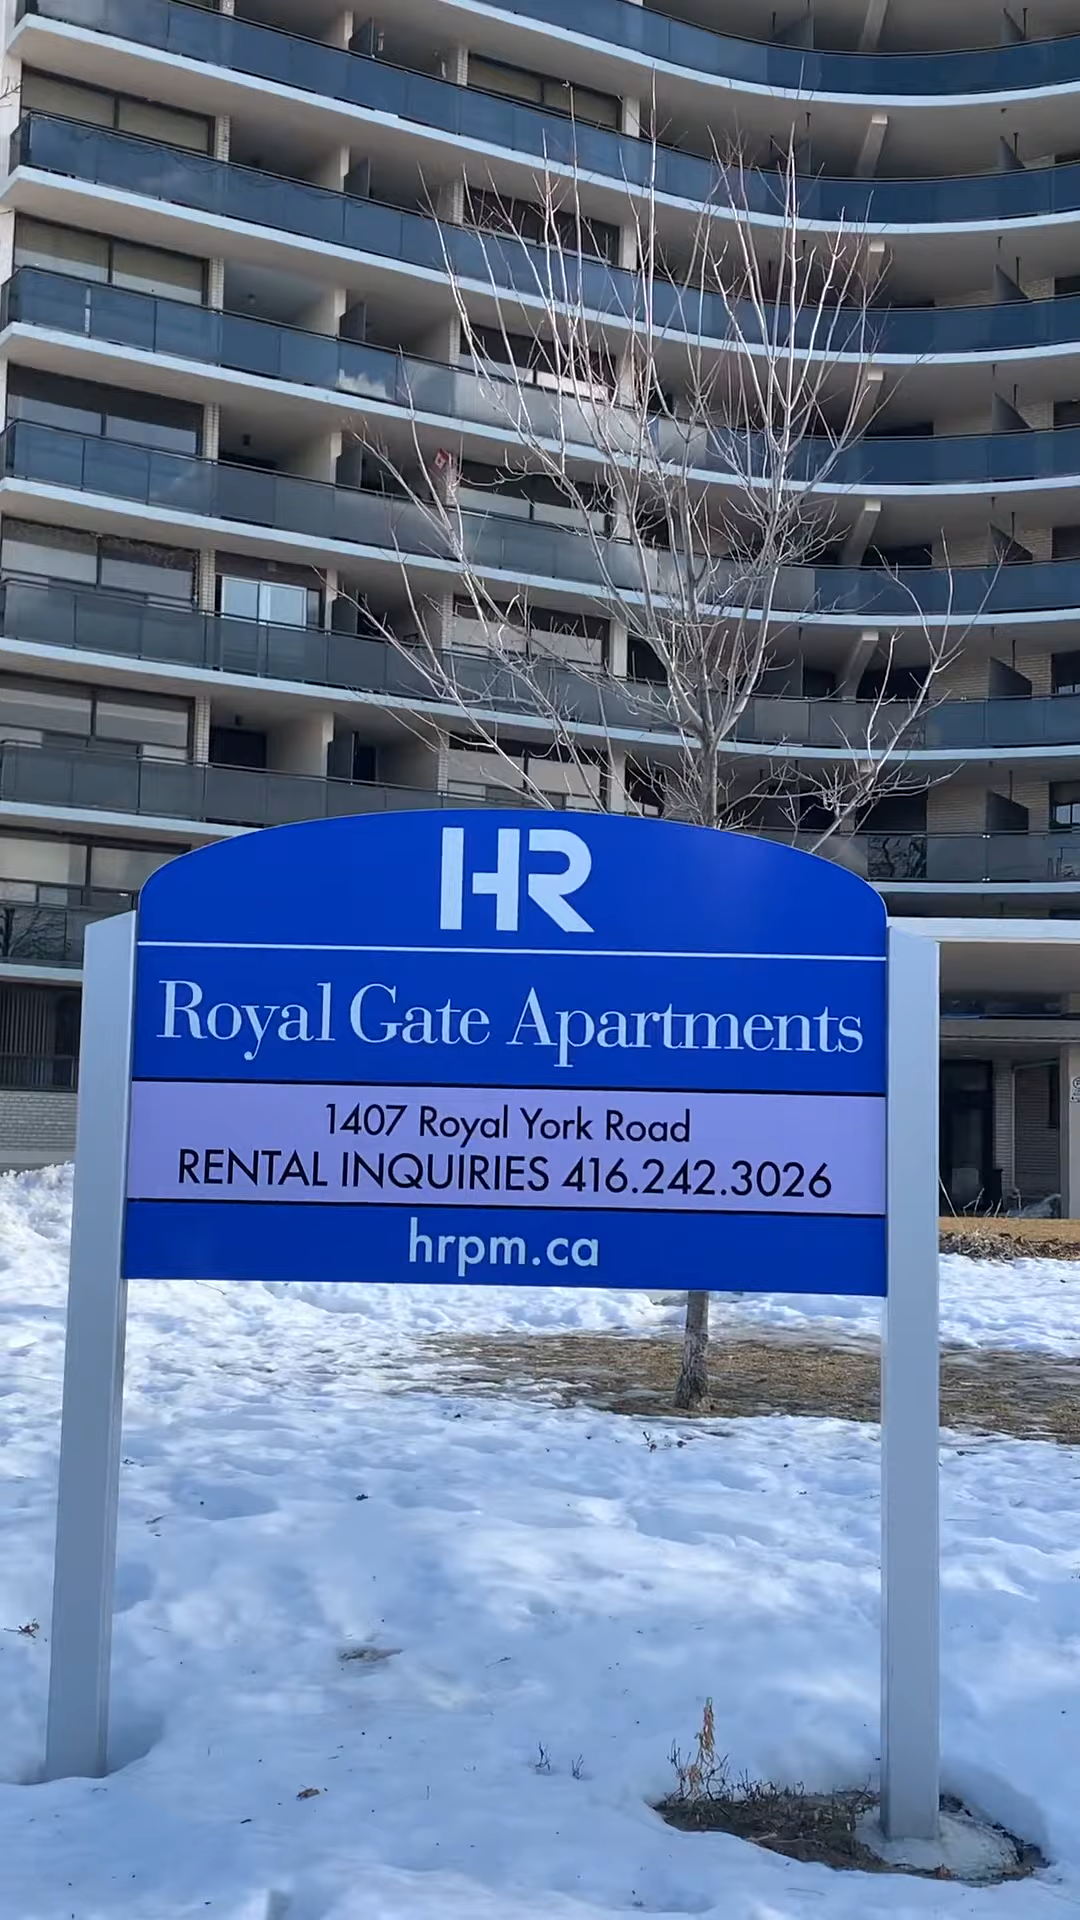 HR
Royal Gate Apartments
1407 Royal York Road
RENTAL INQUIRIES 416.242.3026
hrpm.ca